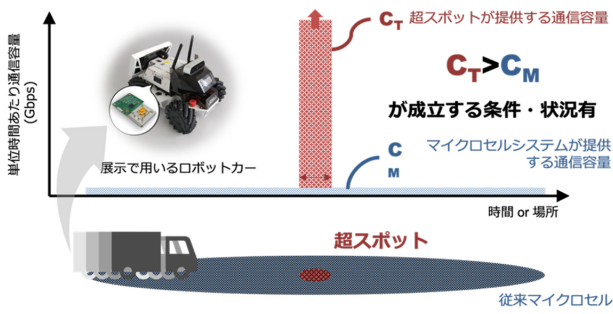 単位時間あたり通信容量
(Gbps)
展示で用いるロボットカー
CT 超スポットが提供する通信容量
CT>CM
が成立する条件・状況有
C
M
マイクロセルシステムが提供
する通信容量
時間 or 場所
超スポット
従来マイクロセル